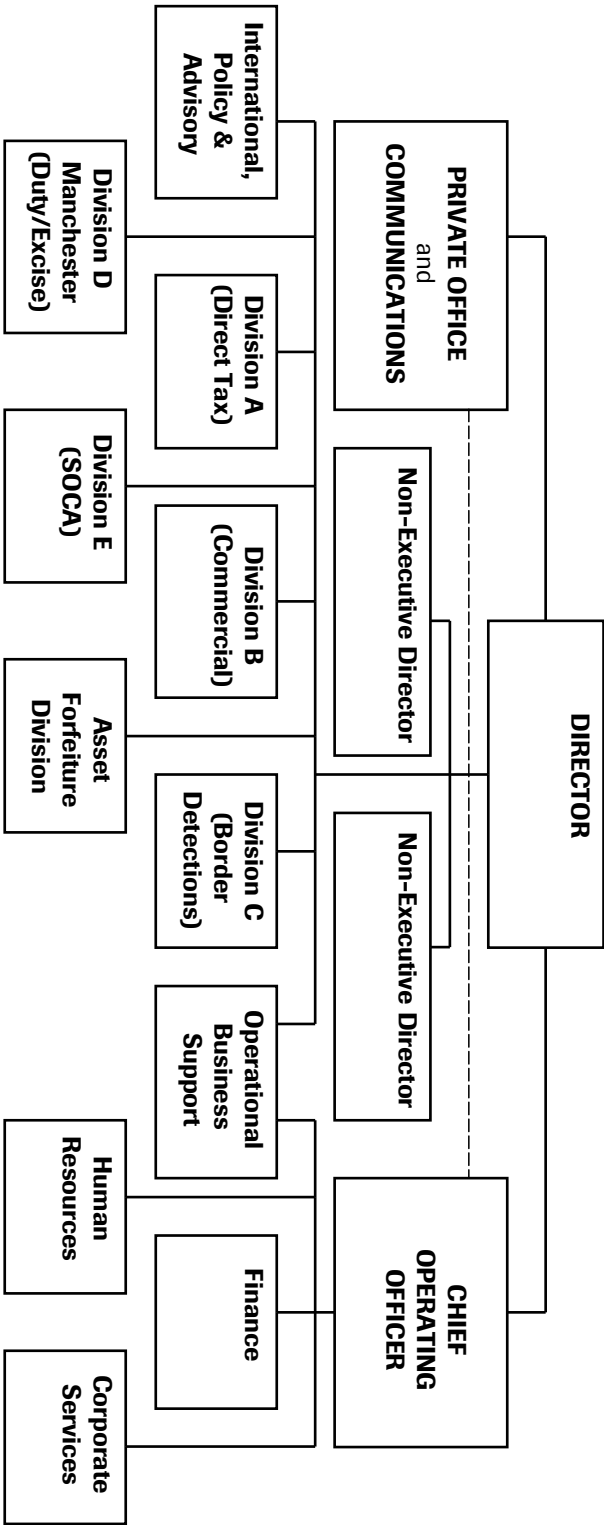 DIRECTOR
PRIVATE OFFICE
and
COMMUNICATIONS
Non-Executive Director
Non-Executive Director
CHIEF
OPERATING
OFFICER
International,
Policy &
Advisory
Division A
(Direct Tax)
Division B
(Commercial)
Division C
(Border
Detections)
Operational
Business
Support
Finance
Division D
Manchester
(Duty/Excise)
Division E
(SOCA)
Asset
Forfeiture
Division
Human
Resources
Corporate
Services